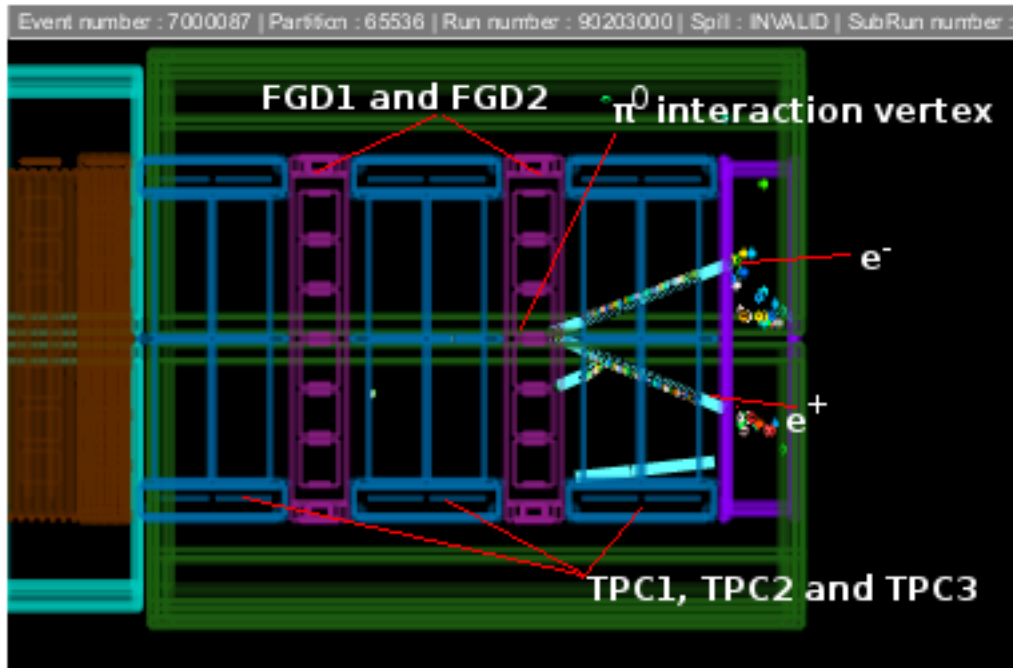 Event number : 7000087 | Partition : 65536 | Run number : 90203000 | Spill : INVALID | SubRun number :
FGD1 and FGD2
π0 interaction vertex
e-
e+
TPC1, TPC2 and TPC3